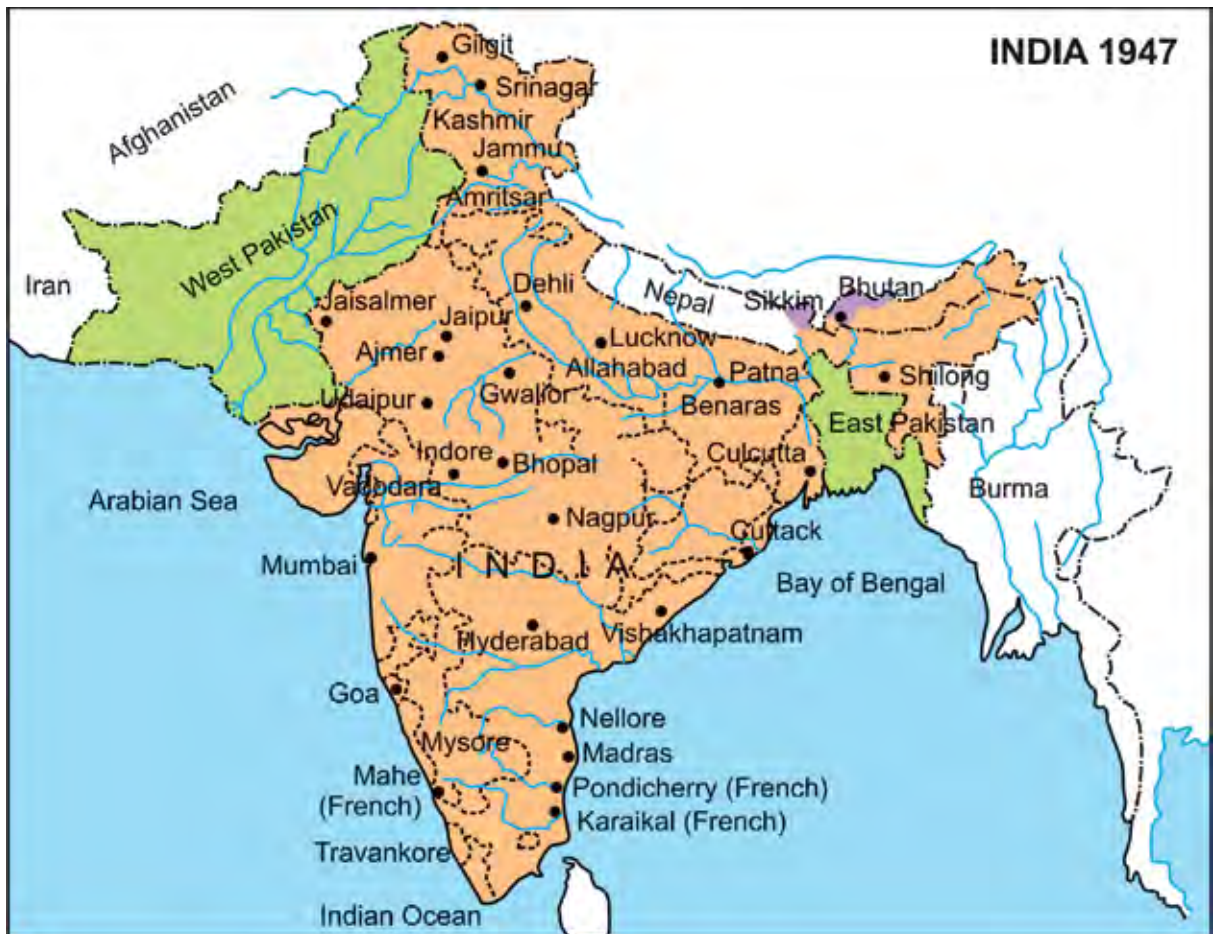 INDIA 1947
Gilgit
Srinagar
Afghanistan
Kashmir
Jammu
Amritsar
West Pakistan
Iran
Dehli
Nepal
Sikkim
Bhutan
Jaisalmer
Jaipur
Lucknow
Ajmer
Allahabad
Patna
Shilong
Gwalior
Udaipur
Benaras
East Pakistan
Indore
Bhopal
Culcutta
Vadodara
Burma
Arabian Sea
Nagpur
Cuttack
Mumbai
INDIA
Bay of Bengal
Hyderabad
Vishakhapatnam
Goa
Nellore
Mysore
Madras
Mahe
(French)
Pondicherry (French)
Karaikal (French)
Travankore
Indian Ocean